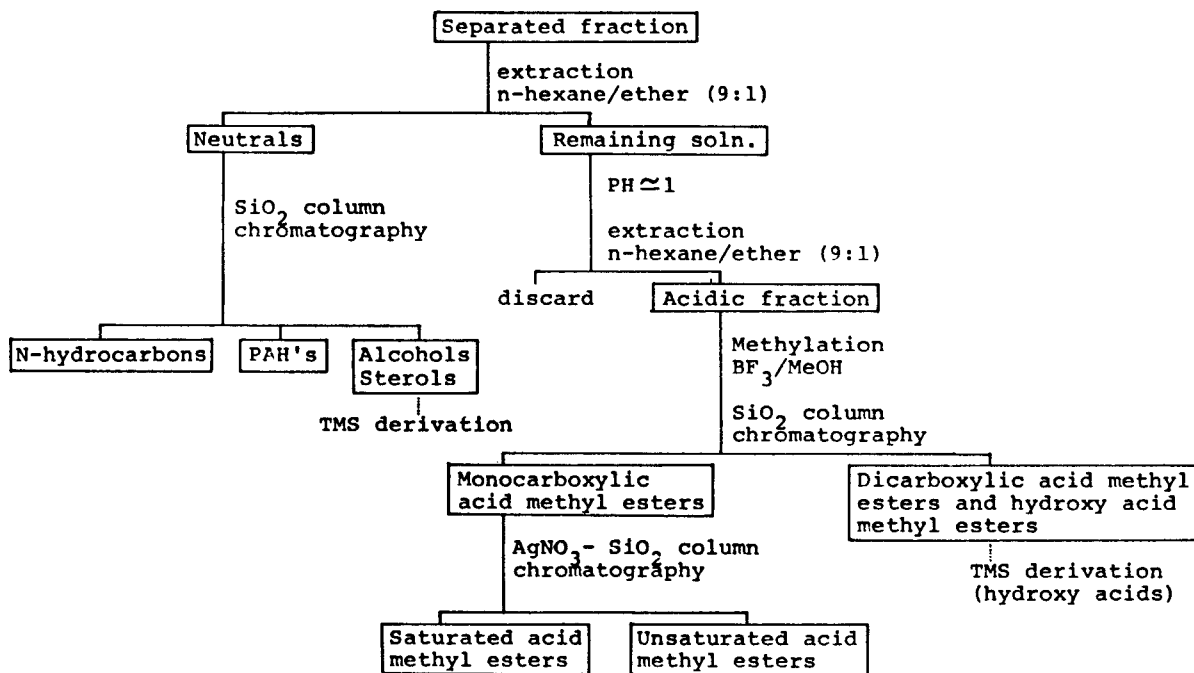 Separated fraction
extraction
n-hexane/ether (9:1)
Neutrals
Remaining soln.
PH≃1
SiO2 column
chromatography
extraction
n-hexane/ether (9:1)
discard
Acidic fraction
N-hydrocarbons
PAH's
Alcohols
Sterols
TMS derivation
Methylation
BF3/MeOH
SiO2 column
chromatography
Monocarboxylic
acid methyl esters
Dicarboxylic acid methyl
esters and hydroxy acid
methyl esters
AgNO3- SiO2 column
chromatography
TMS derivation
(hydroxy acids)
Saturated acid
methyl esters
Unsaturated acid
methyl esters